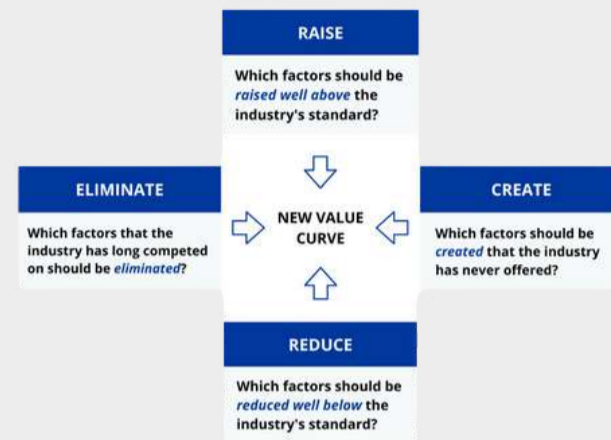 RAISE
Which factors should be
raised well above the
industry's standard?
ELIMINATE
Which factors that the
industry has long competed
on should be eliminated?
NEW VALUE
CURVE
CREATE
Which factors should be
created that the industry
has never offered?
REDUCE
Which factors should be
reduced well below the
industry's standard?